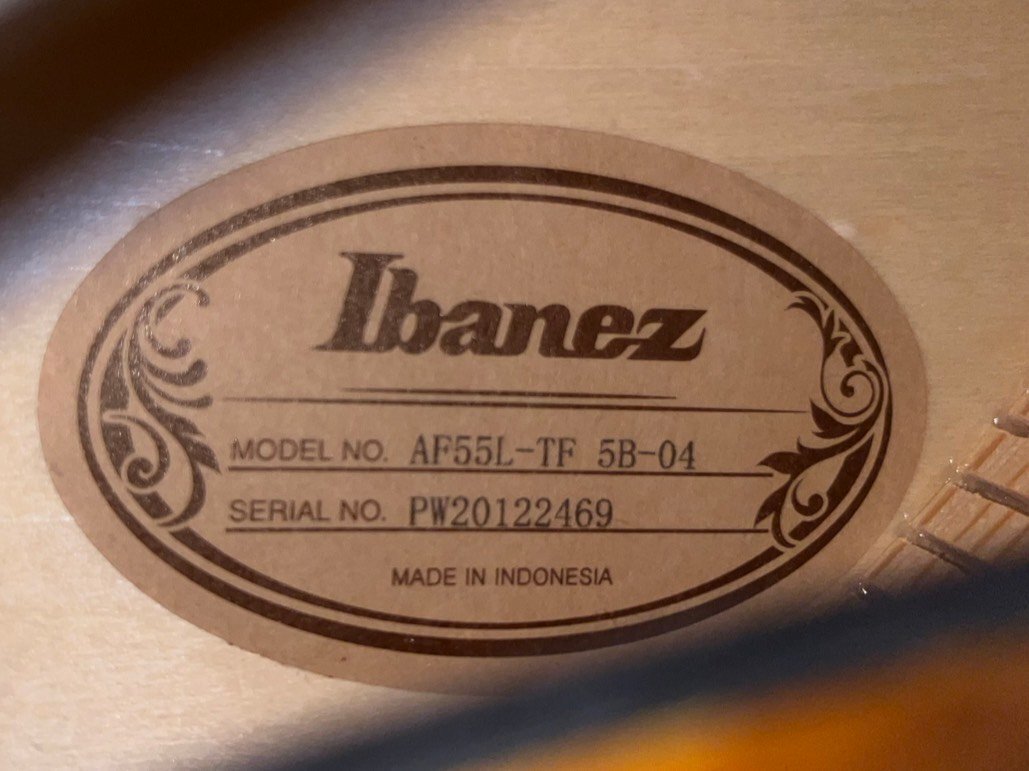 Ibanez
MODEL NO. AF55L-TF 5B-04
SERIAL NO. PW20122469
MADE IN INDONESIA